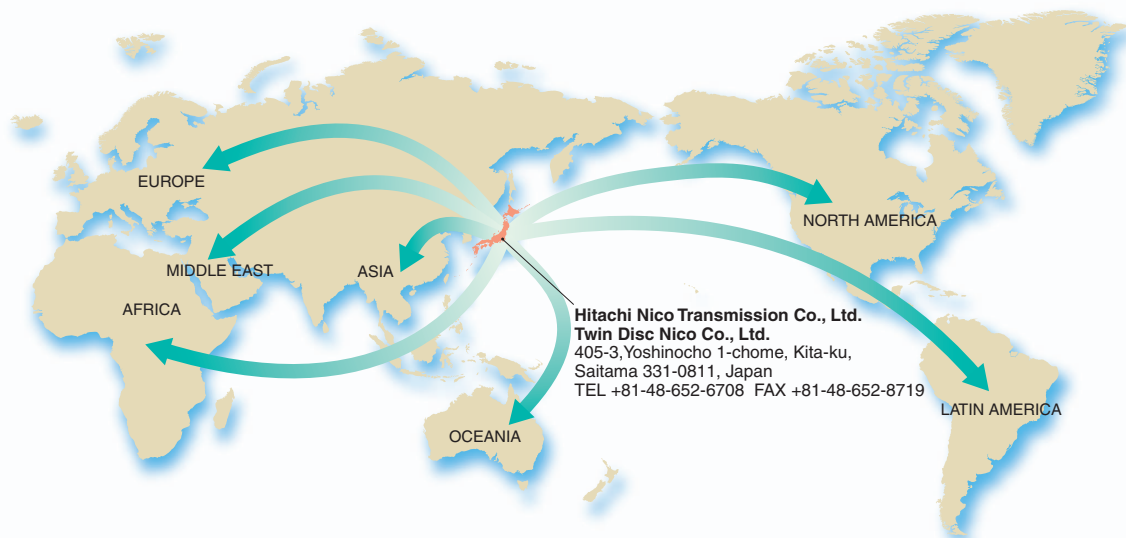 EUROPE
NORTH AMERICA
MIDDLE EAST
ASIA
AFRICA
Hitachi Nico Transmission Co., Ltd.
Twin Disc Nico Co., Ltd.
405-3,Yoshinocho 1-chome, Kita-ku,
Saitama 331-0811, Japan
TEL +81-48-652-6708 FAX +81-48-652-8719
LATIN AMERICA
OCEANIA